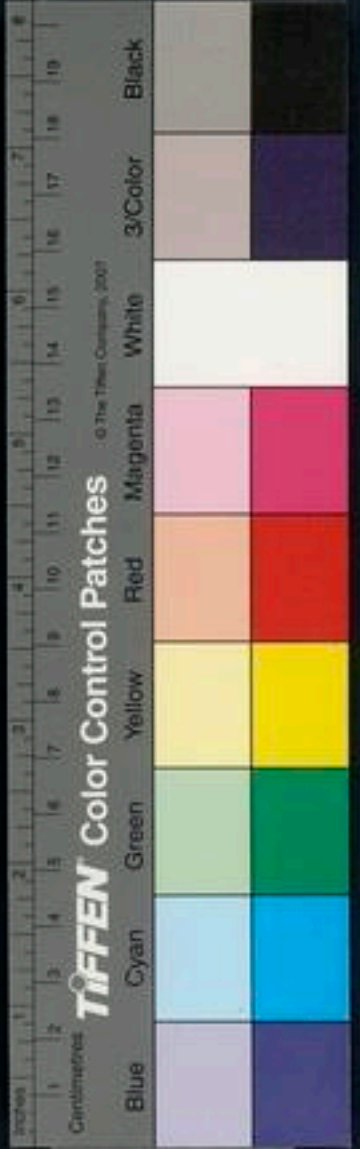 Inches 1 2 3 4 5 6 7 8
Centimetres 1 2 3 4 5 6 7 8 9 10 11 12 13 14 15 16 17 18 19
TIFFEN Color Control Patches
© The Tiffen Company, 2007
Blue Cyan Green Yellow Red Magenta White 3/Color Black